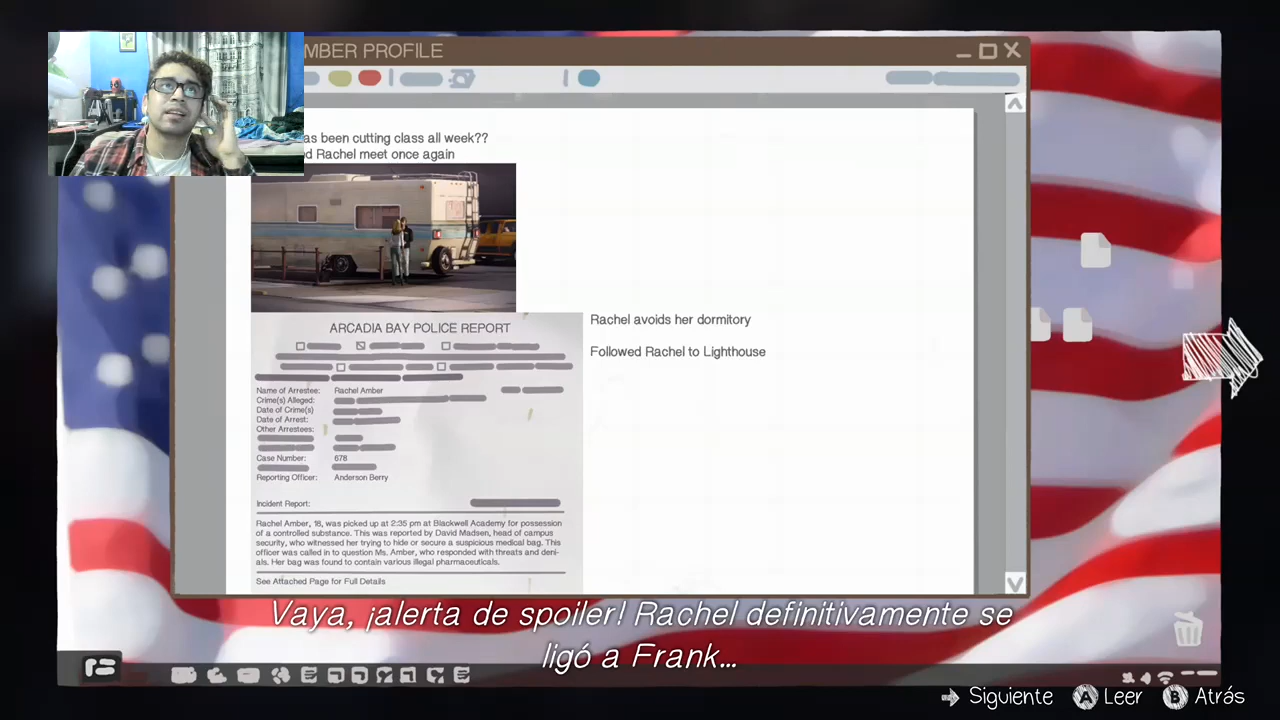 MBER PROFILE
as been cutting class all week??
d Rachel meet once again
Rachel avoids her dormitory
Followed Rachel to Lighthouse
ARCADIA BAY POLICE REPORT
Name of Arrestee: Rachel Amber
Crime(s) Alleged:
Date of Crime(s)
Date of Arrest:
Other Arrestees:
Case Number: 678
Reporting Officer: Anderson Berry
Incident Report:
Rachel Amber, 18, was picked up at 2:35 pm at Blackwell Academy for possession
of a controlled substance. This was reported by David Madsen, head of campus
security, who witnessed her trying to hide or secure a suspicious medical bag. This
officer was called in to question Ms. Amber, who responded with threats and deni-
als. Her bag was found to contain various illegal pharmaceuticals.
See Attached Page for Full Details
Vaya, ¡alerta de spoiler! Rachel definitivamente se
ligó a Frank...
Siguiente A Leer B Atrás